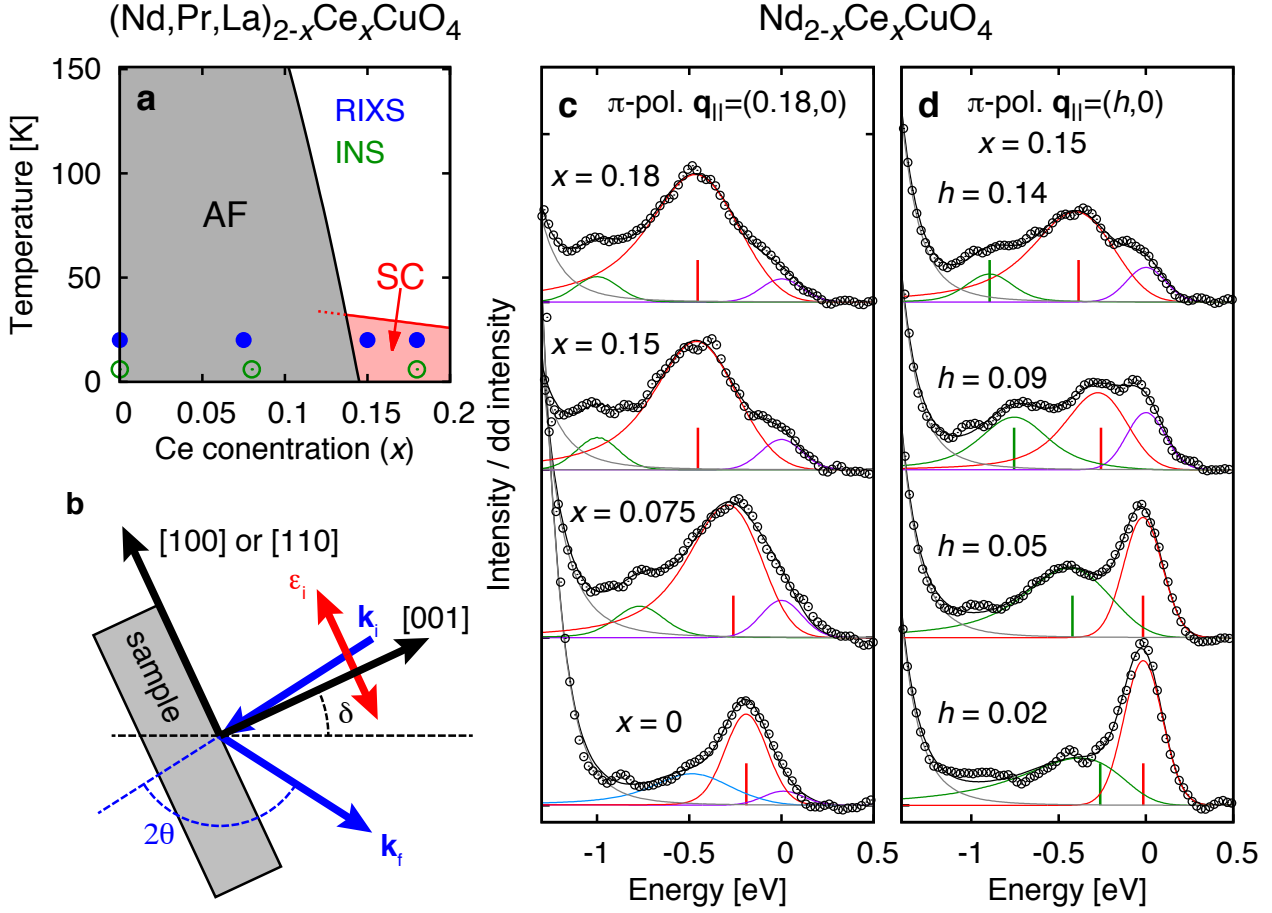 (Nd,Pr,La)2-xCexCuO4
Nd2-xCexCuO4
a
RIXS
INS
AF
SC
Temperature [K]
150
100
50
0
0
0.05
0.1
0.15
0.2
Ce conentration (x)
b
[100] or [110]
εi
ki
[001]
sample
δ
2θ
kf
Intensity / dd intensity
c
π-pol. q||=(0.18,0)
x = 0.18
x = 0.15
x = 0.075
x = 0
-1
-0.5
0
0.5
Energy [eV]
d
π-pol. q||=(h,0)
x = 0.15
h = 0.14
h = 0.09
h = 0.05
h = 0.02
-1
-0.5
0
0.5
Energy [eV]